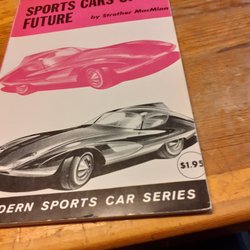 SPORTS CARS OF
FUTURE
by Strother MacMinn
$1.95
DERN SPORTS CAR SERIES